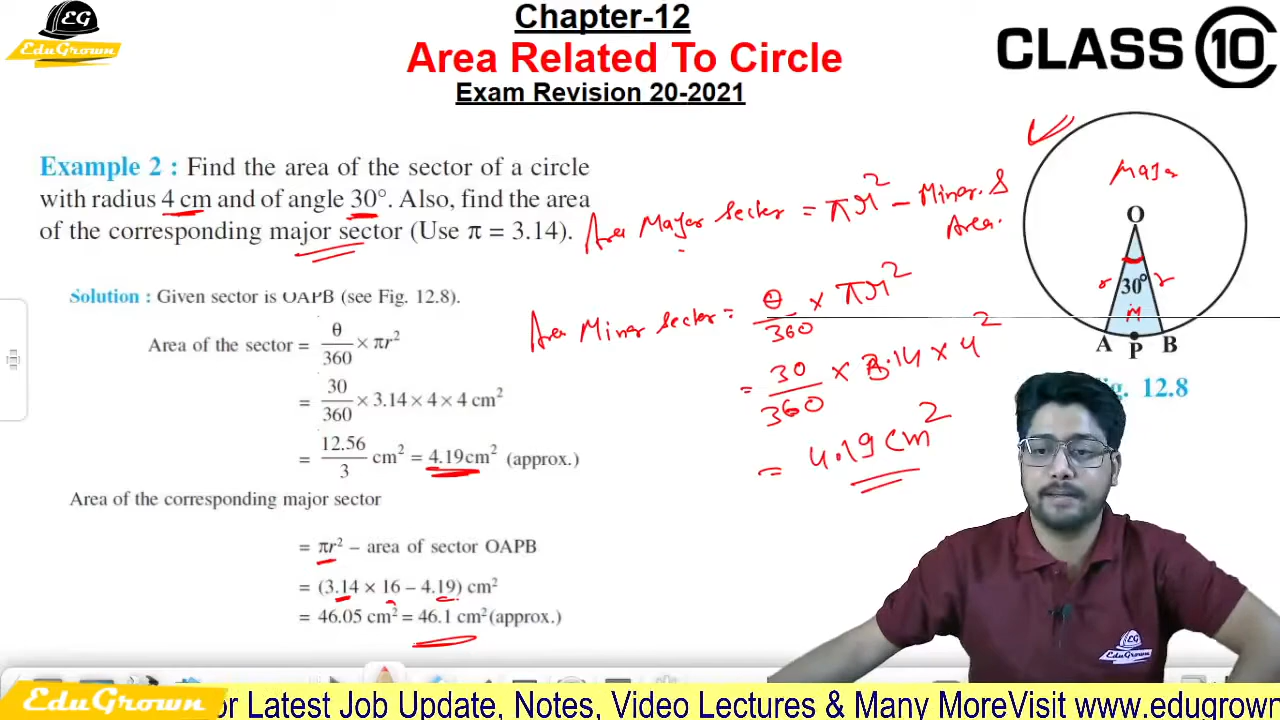 EG
EduGrown
Chapter-12
Area Related To Circle
Exam Revision 20-2021
CLASS 10
Example 2 : Find the area of the sector of a circle
with radius 4 cm and of angle 30°. Also, find the area
of the corresponding major sector (Use π = 3.14).
Solution : Given sector is OAPB (see Fig. 12.8).
Area of the sector = θ/360 × πr²
= 30/360 × 3.14 × 4 × 4 cm²
= 12.56/3 cm² = 4.19cm² (approx.)
Area of the corresponding major sector
= πr² – area of sector OAPB
= (3.14 × 16 – 4.19) cm²
= 46.05 cm² = 46.1 cm²(approx.)
Area Major Sector = πr² – Minor. S
Area.
Area Minor Sector = θ/360 × πr²
= 30/360 × 3.14 × 4²
= 4.19 cm²
Major
O
30°
r r
M
A P B
12.8
EG
EduGrown
EduGrown
or Latest Job Update, Notes, Video Lectures & Many MoreVisit www.edugrown